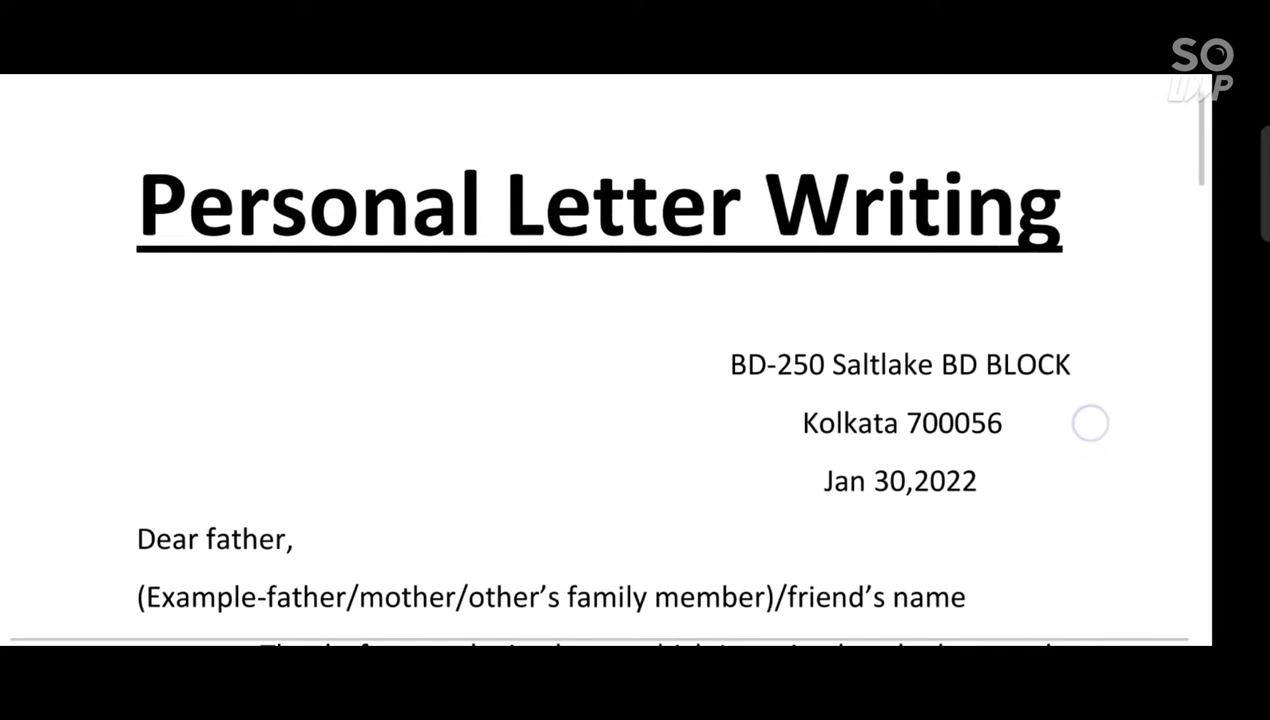 SO
Personal Letter Writing
BD-250 Saltlake BD BLOCK
Kolkata 700056
Jan 30,2022
Dear father,
(Example-father/mother/other’s family member)/friend’s name